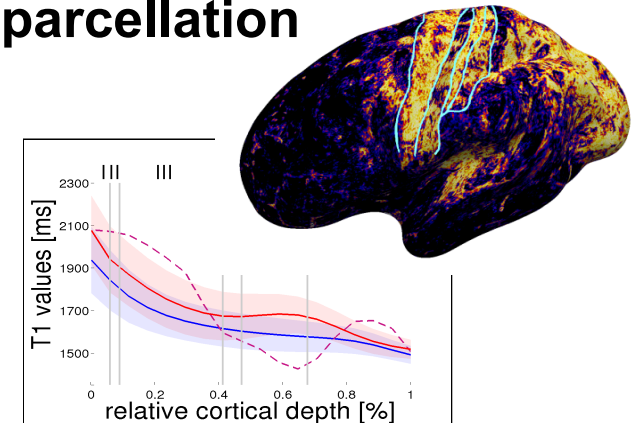 parcellation
I II III
2300
2100
1900
1700
1500
T1 values [ms]
0 0.2 0.4 0.6 0.8 1
relative cortical depth [%]